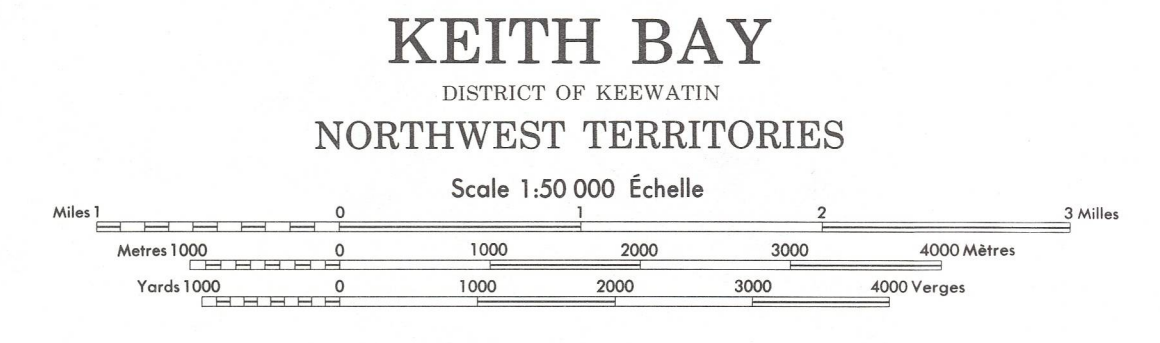 KEITH BAY
DISTRICT OF KEEWATIN
NORTHWEST TERRITORIES
Scale 1:50 000 Échelle
Miles 1 0 1 2 3 Milles
Metres 1000 0 1000 2000 3000 4000 Mètres
Yards 1000 0 1000 2000 3000 4000 Verges